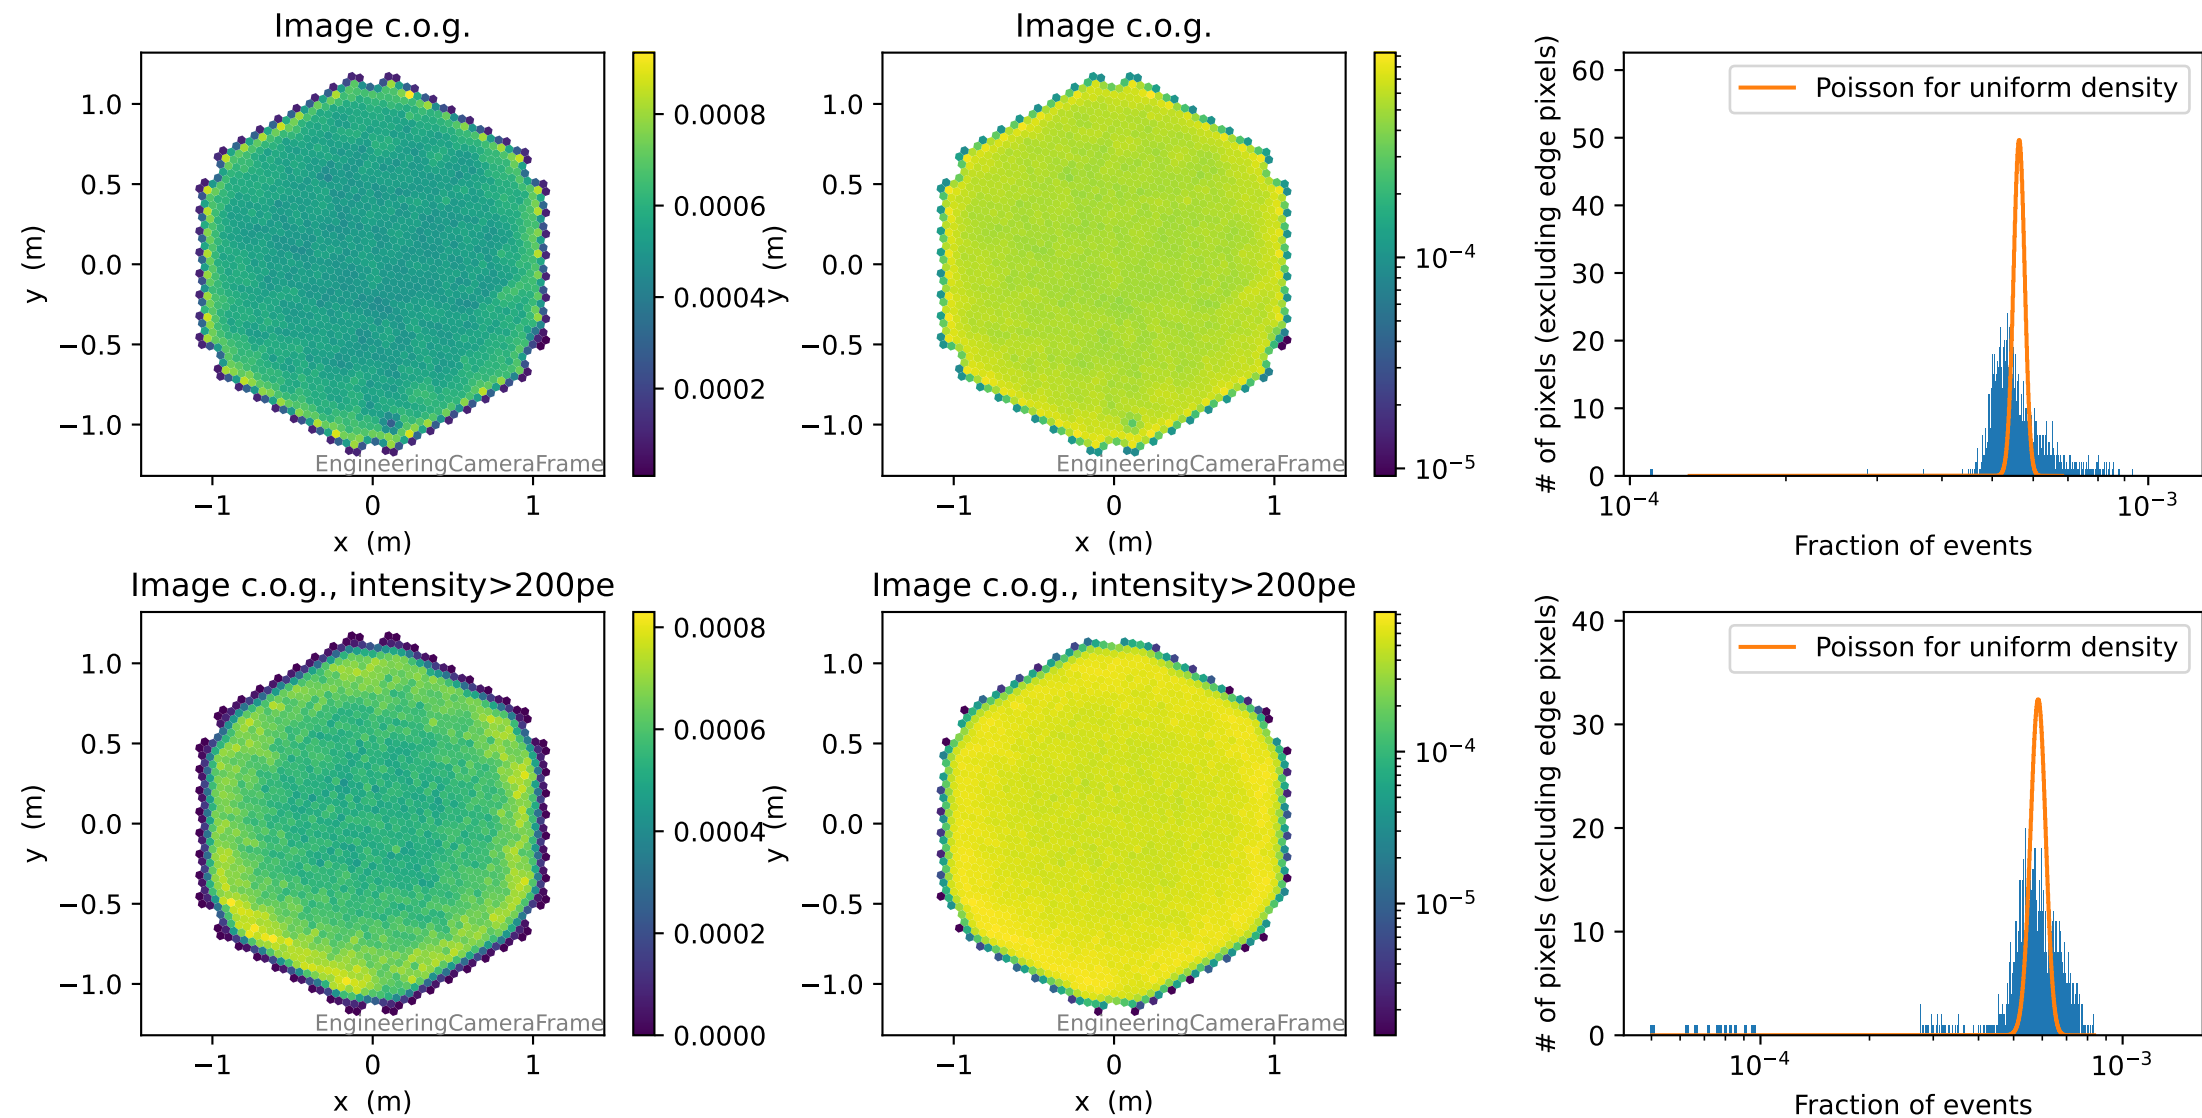 Image c.o.g.
1.0
0.5
0.0
−0.5
−1.0
y (m)
−1
0
1
x (m)
EngineeringCameraFrame
0.0008
0.0006
0.0004
0.0002
Image c.o.g.
1.0
0.5
0.0
−0.5
−1.0
y (m)
−1
0
1
x (m)
EngineeringCameraFrame
10−4
10−5
# of pixels (excluding edge pixels)
60
50
40
30
20
10
0
Poisson for uniform density
10−4
10−3
Fraction of events
Image c.o.g., intensity>200pe
1.0
0.5
0.0
−0.5
−1.0
y (m)
−1
0
1
x (m)
EngineeringCameraFrame
0.0008
0.0006
0.0004
0.0002
0.0000
Image c.o.g., intensity>200pe
1.0
0.5
0.0
−0.5
−1.0
y (m)
−1
0
1
x (m)
EngineeringCameraFrame
10−4
10−5
# of pixels (excluding edge pixels)
40
30
20
10
0
Poisson for uniform density
10−4
10−3
Fraction of events